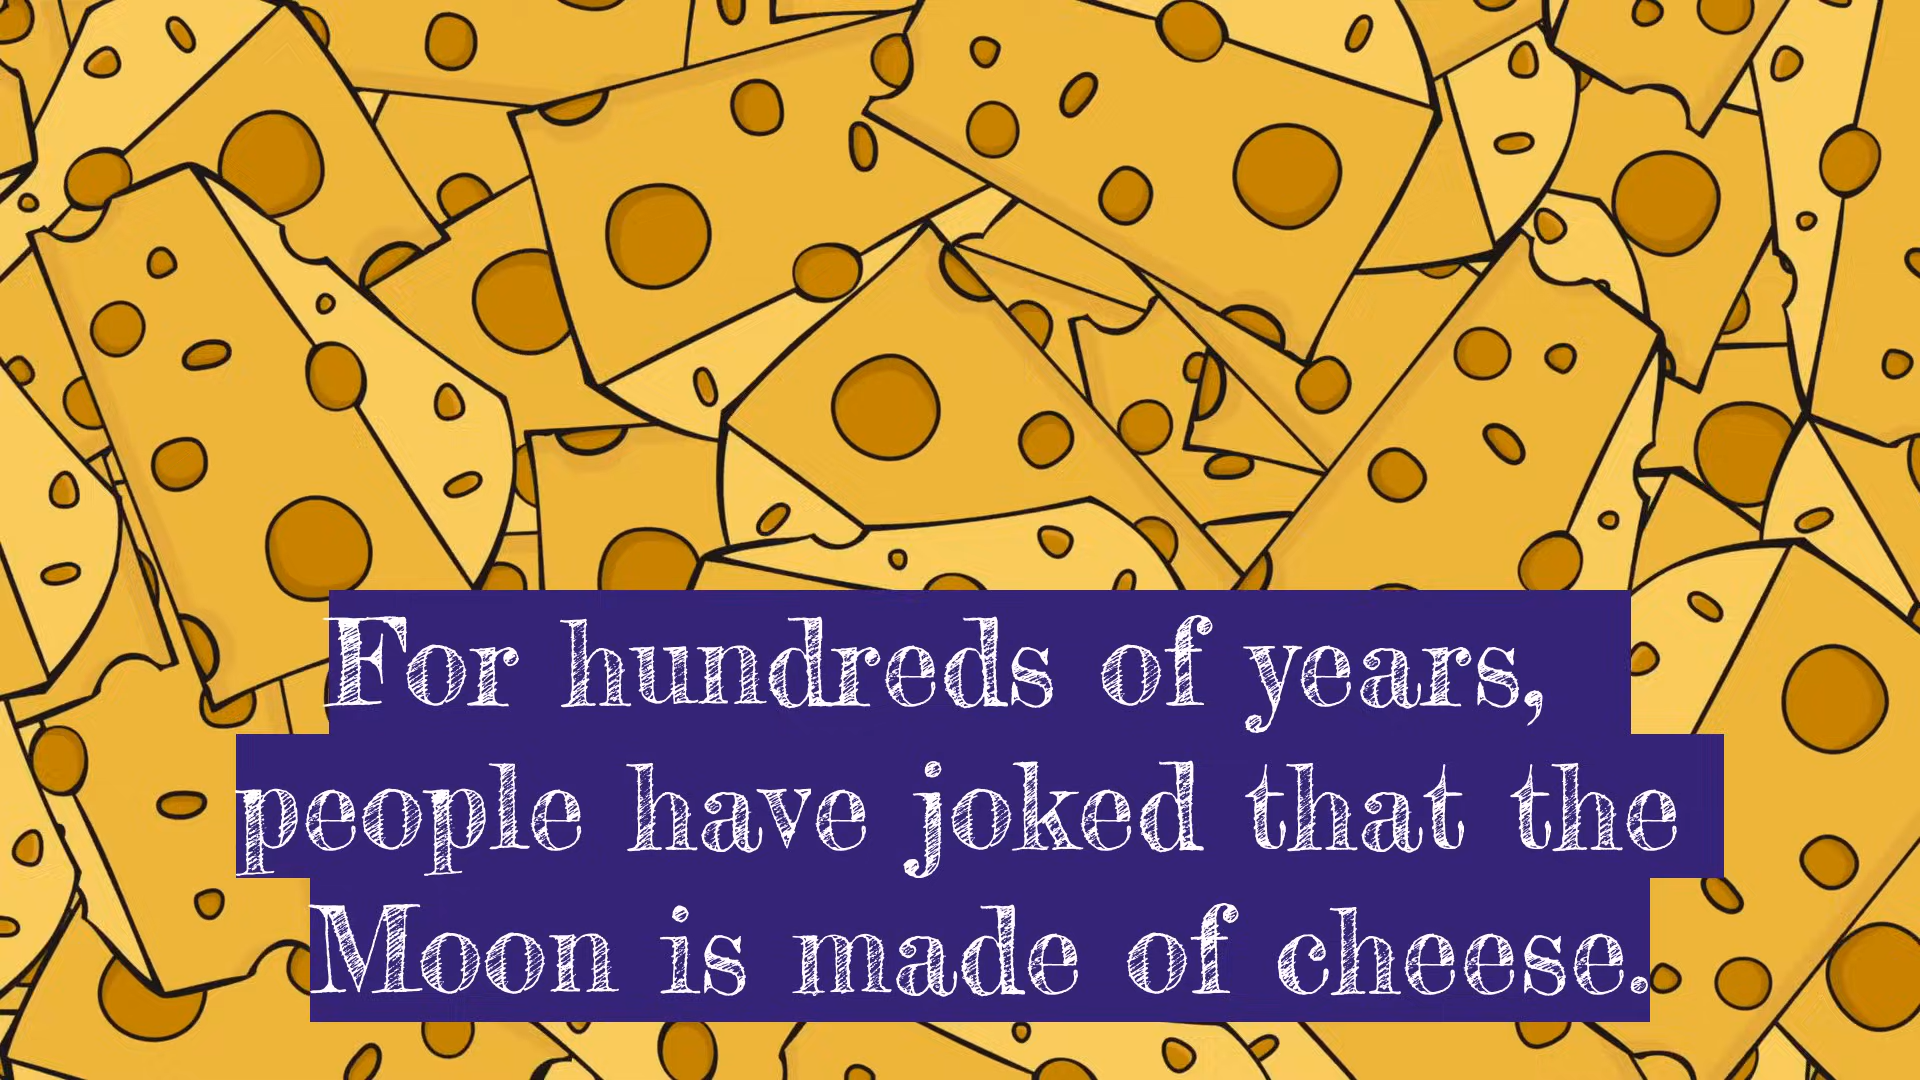 For hundreds of years,
people have joked that the
Moon is made of cheese.